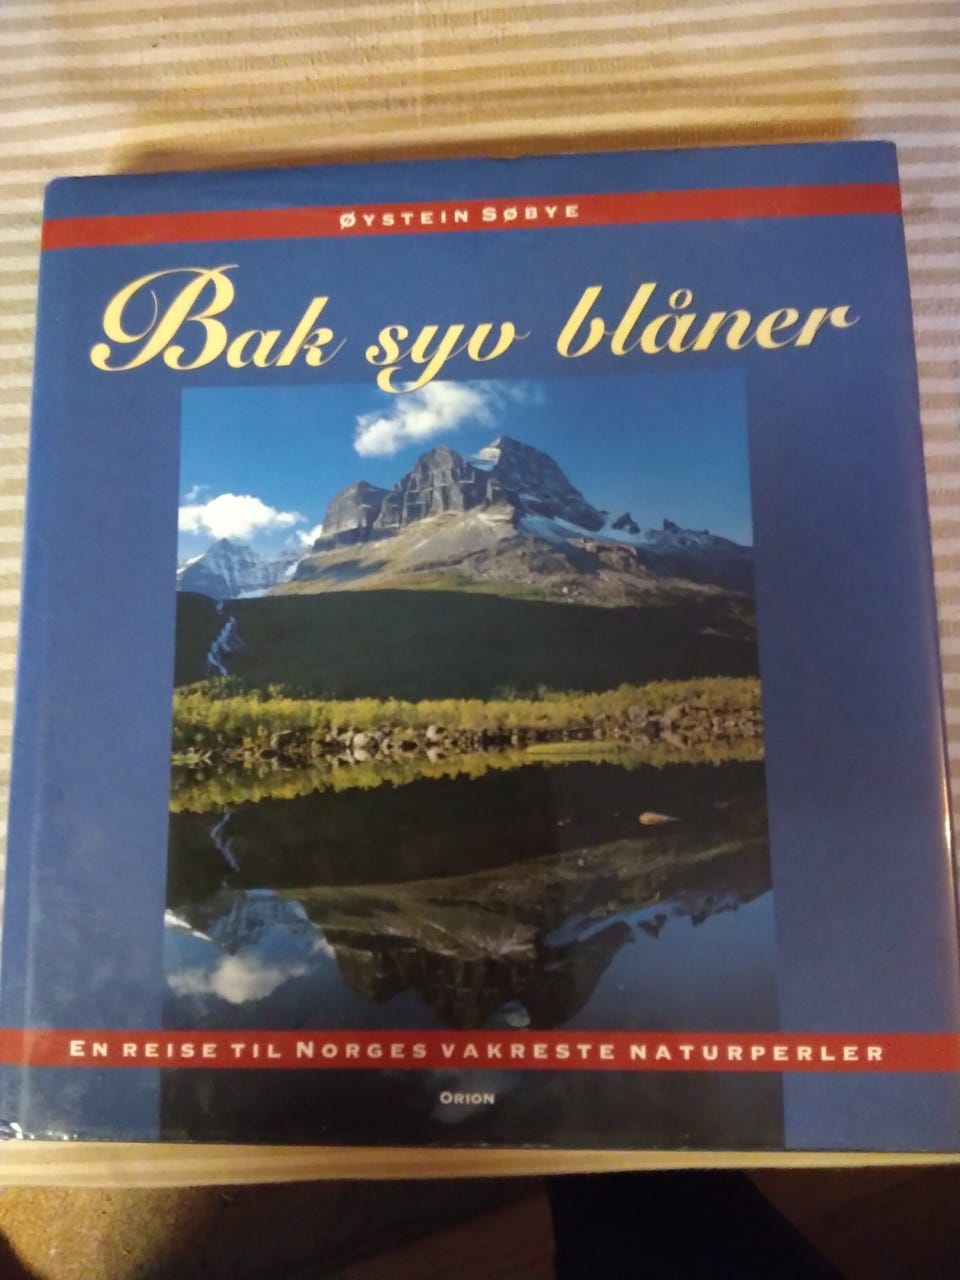 Øystein Søbye
Bak syv blåner
En reise til Norges vakreste naturperler
Orion